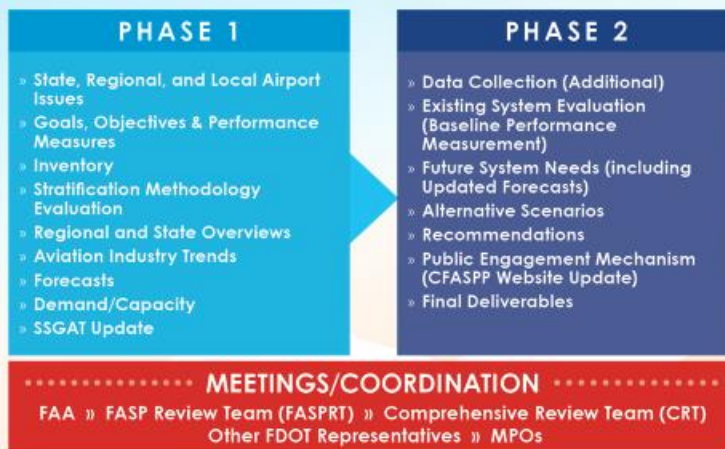 PHASE 1
» State, Regional, and Local Airport
Issues
» Goals, Objectives & Performance
Measures
» Inventory
» Stratification Methodology
Evaluation
» Regional and State Overviews
» Aviation Industry Trends
» Forecasts
» Demand/Capacity
» SSGAT Update
PHASE 2
» Data Collection (Additional)
» Existing System Evaluation
(Baseline Performance
Measurement)
» Future System Needs (including
Updated Forecasts)
» Alternative Scenarios
» Recommendations
» Public Engagement Mechanism
(CFASPP Website Update)
» Final Deliverables
MEETINGS/COORDINATION
FAA » FASP Review Team (FASPRT) » Comprehensive Review Team (CRT)
Other FDOT Representatives » MPOs